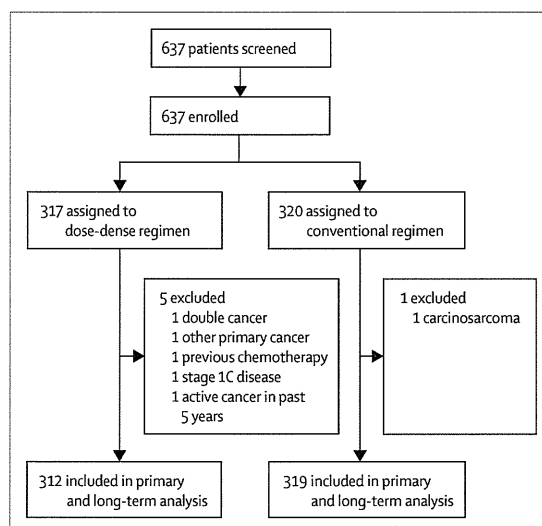 637 patients screened
637 enrolled
317 assigned to
dose-dense regimen
320 assigned to
conventional regimen
5 excluded
1 double cancer
1 other primary cancer
1 previous chemotherapy
1 stage 1C disease
1 active cancer in past
5 years
1 excluded
1 carcinosarcoma
312 included in primary
and long-term analysis
319 included in primary
and long-term analysis